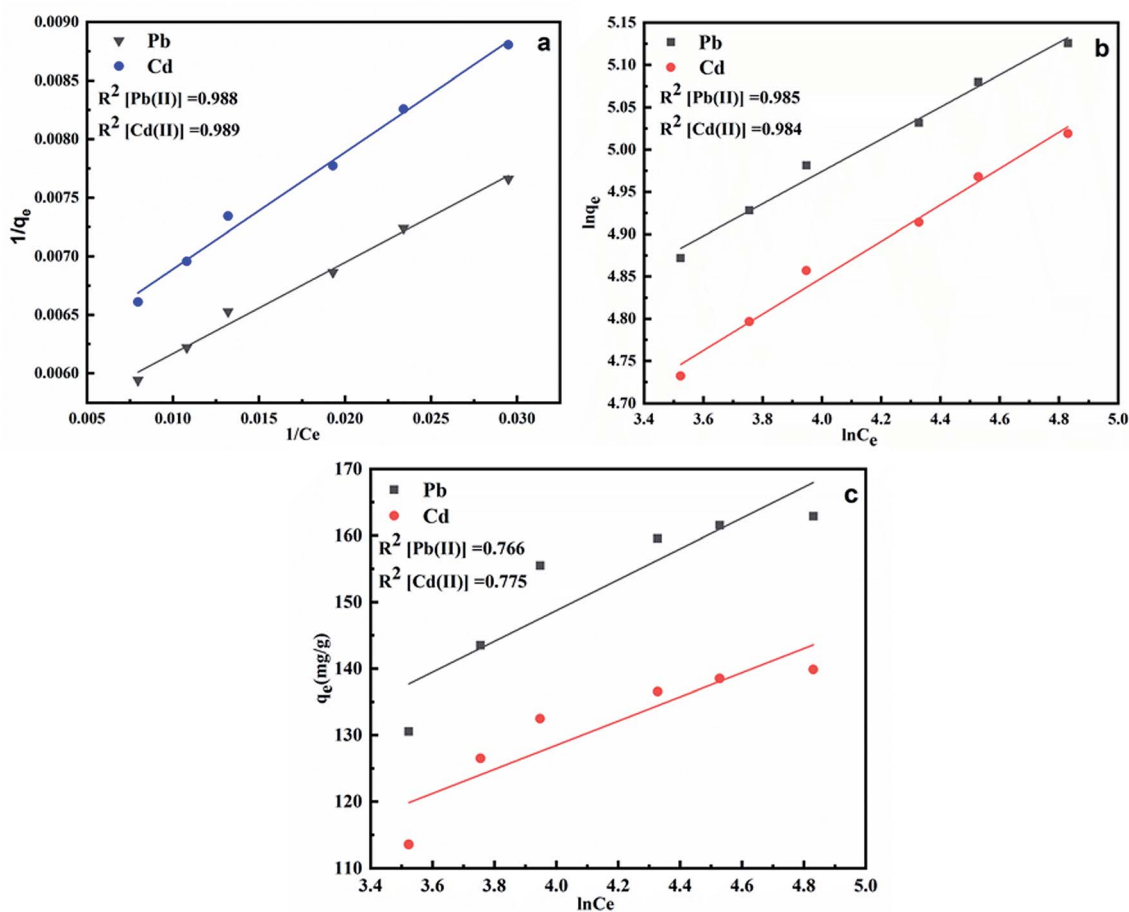 a
Pb
Cd
R² [Pb(II)] =0.988
R² [Cd(II)] =0.989
0.0090
0.0085
0.0080
0.0075
0.0070
0.0065
0.0060
1/qe
0.005 0.010 0.015 0.020 0.025 0.030
1/Ce
b
Pb
Cd
R² [Pb(II)] =0.985
R² [Cd(II)] =0.984
5.15
5.10
5.05
5.00
4.95
4.90
4.85
4.80
4.75
4.70
lnqe
3.4 3.6 3.8 4.0 4.2 4.4 4.6 4.8 5.0
lnCe
c
Pb
Cd
R² [Pb(II)] =0.766
R² [Cd(II)] =0.775
170
160
150
140
130
120
110
qe(mg/g)
3.4 3.6 3.8 4.0 4.2 4.4 4.6 4.8 5.0
lnCe